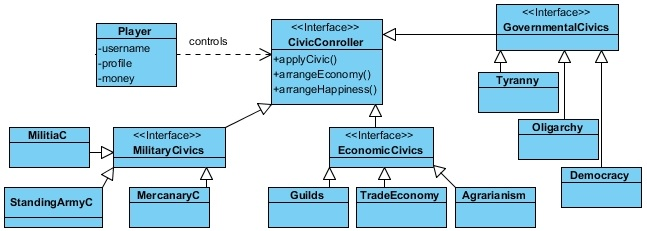 Player
-username
-profile
-money
controls
<<Interface>>
CivicConroller
+applyCivic()
+arrangeEconomy()
+arrangeHappiness()
<<Interface>>
GovernmentalCivics
Tyranny
Oligarchy
Democracy
MilitiaC
<<Interface>>
MilitaryCivics
<<Interface>>
EconomicCivics
StandingArmyC
MercanaryC
Guilds
TradeEconomy
Agrarianism